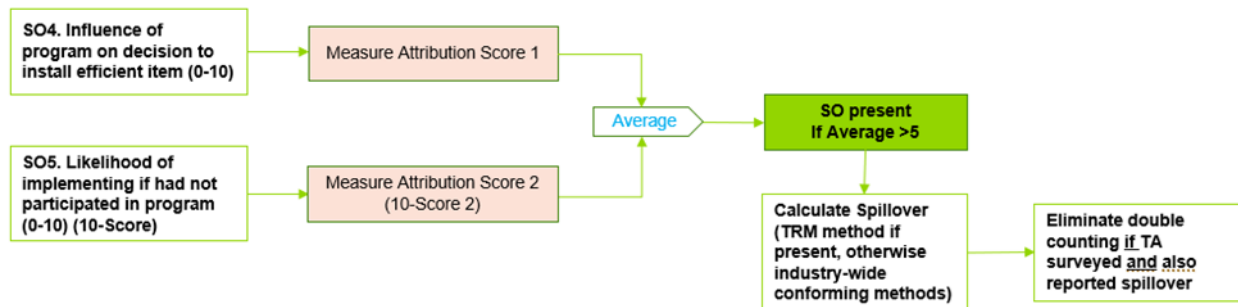 SO4. Influence of
program on decision to
install efficient item (0-10)
Measure Attribution Score 1
Average
SO present
If Average >5
SO5. Likelihood of
implementing if had not
participated in program
(0-10) (10-Score)
Measure Attribution Score 2
(10-Score 2)
Calculate Spillover
(TRM method if
present, otherwise
industry-wide
conforming methods)
Eliminate double
counting if TA
surveyed and also
reported spillover